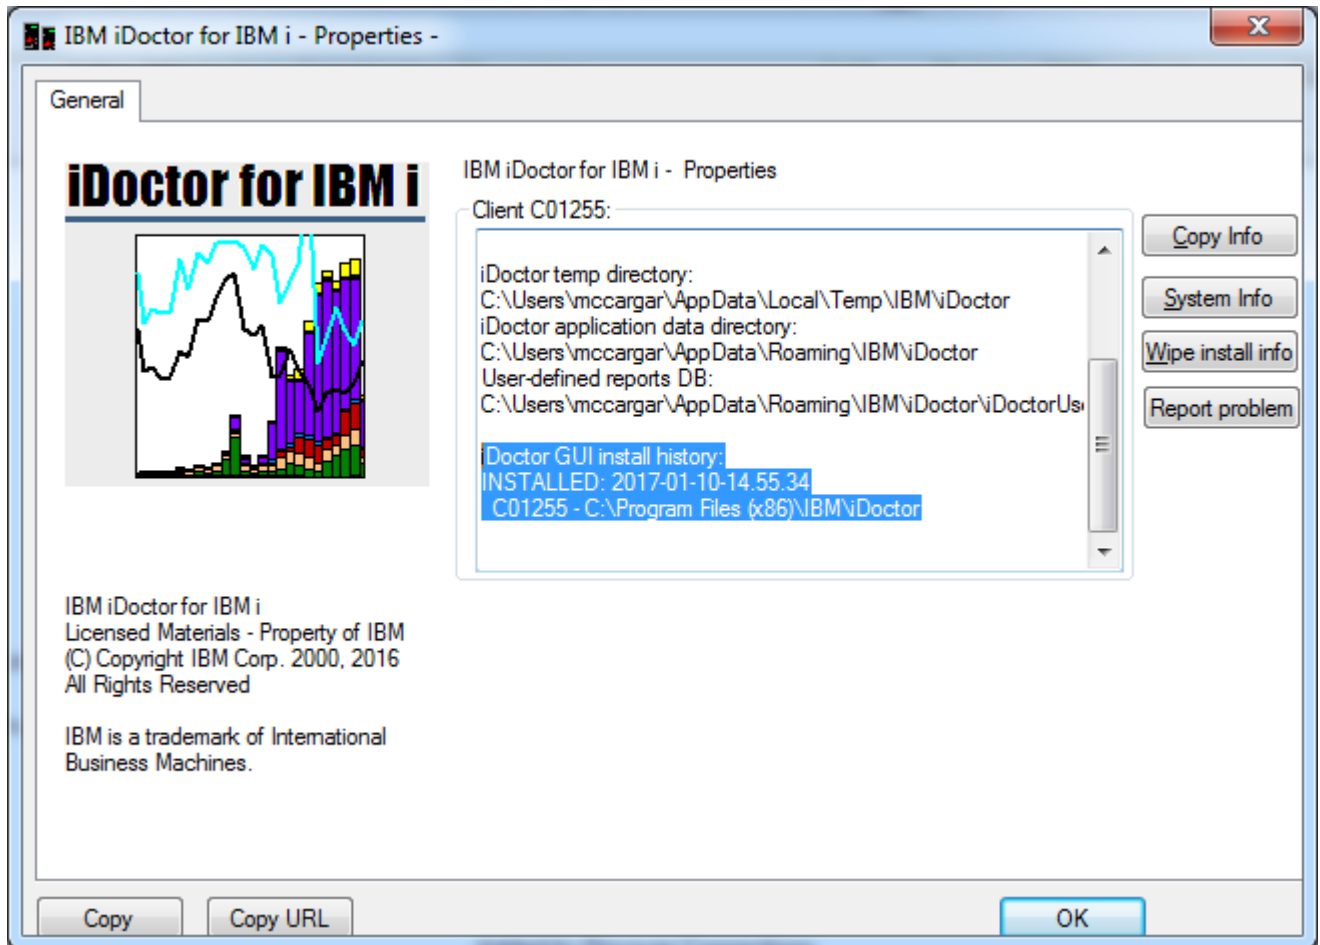 IBM iDoctor for IBM i - Properties -
General
iDoctor for IBM i
IBM iDoctor for IBM i - Properties
Client C01255:
iDoctor temp directory:
C:\Users\mccargar\AppData\Local\Temp\IBM\iDoctor
iDoctor application data directory:
C:\Users\mccargar\AppData\Roaming\IBM\iDoctor
User-defined reports DB:
C:\Users\mccargar\AppData\Roaming\IBM\iDoctor\iDoctorUse
iDoctor GUI install history:
INSTALLED: 2017-01-10-14.55.34
C01255 - C:\Program Files (x86)\IBM\iDoctor
Copy Info
System Info
Wipe install info
Report problem
IBM iDoctor for IBM i
Licensed Materials - Property of IBM
(C) Copyright IBM Corp. 2000, 2016
All Rights Reserved
IBM is a trademark of International
Business Machines.
Copy
Copy URL
OK